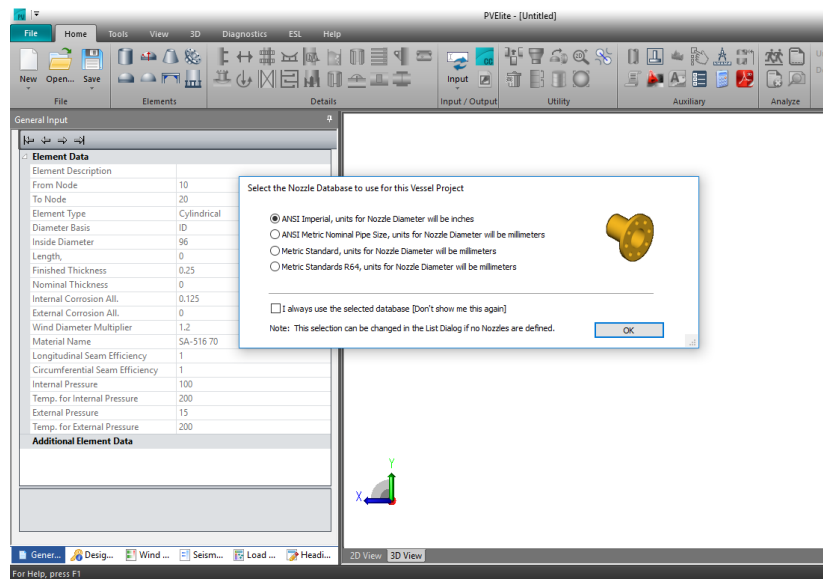 PVElite - [Untitled]
File Home Tools View 3D Diagnostics ESL Help
New Open... Save Input
File Elements Details Input / Output Utility Auxiliary Analyze
General Input
Element Data
Element Description
From Node 10
To Node 20
Element Type Cylindrical
Diameter Basis ID
Inside Diameter 96
Length, 0
Finished Thickness 0.25
Nominal Thickness 0
Internal Corrosion All. 0.125
External Corrosion All. 0
Wind Diameter Multiplier 1.2
Material Name SA-516 70
Longitudinal Seam Efficiency 1
Circumferential Seam Efficiency 1
Internal Pressure 100
Temp. for Internal Pressure 200
External Pressure 15
Temp. for External Pressure 200
Additional Element Data
Select the Nozzle Database to use for this Vessel Project
ANSI Imperial, units for Nozzle Diameter will be inches
ANSI Metric Nominal Pipe Size, units for Nozzle Diameter will be millimeters
Metric Standard, units for Nozzle Diameter will be millimeters
Metric Standards R64, units for Nozzle Diameter will be millimeters
I always use the selected database [Don't show me this again]
Note: This selection can be changed in the List Dialog if no Nozzles are defined.
OK
Y
X
Gener... Desig... Wind ... Seism... Load ... Headi...
2D View 3D View
For Help, press F1